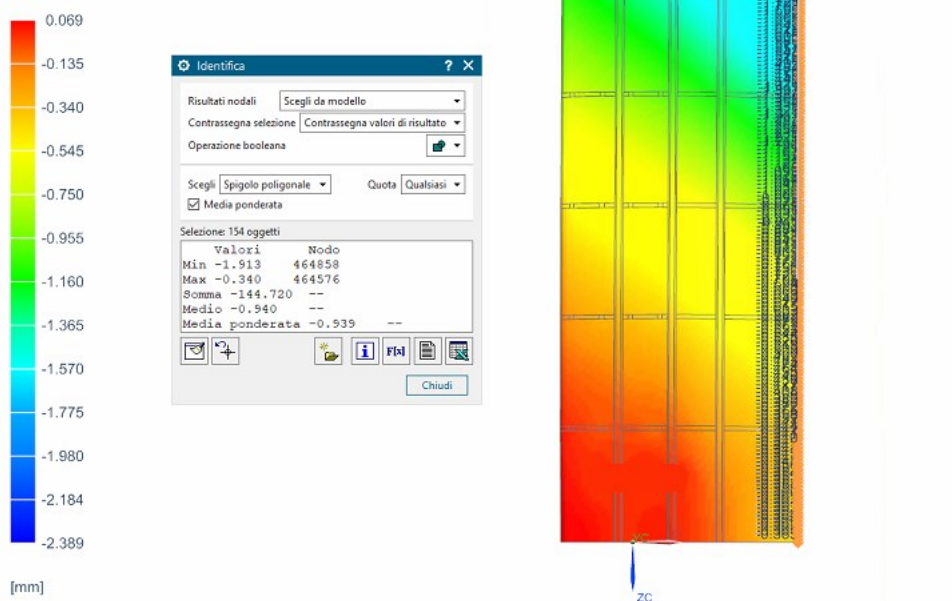 0.069
-0.135
-0.340
-0.545
-0.750
-0.955
-1.160
-1.365
-1.570
-1.775
-1.980
-2.184
-2.389
[mm]
Identifica
? ✕
Risultati nodali Scegli da modello
Contrassegna selezione Contrassegna valori di risultato
Operazione booleana
Scegli Spigolo poligonale Quota Qualsiasi
Media ponderata
Selezione: 154 oggetti
Valori Nodo
Min -1.913 464858
Max -0.340 464576
Somma -144.720 --
Medio -0.940 --
Media ponderata -0.939 --
i F[x]
Chiudi
ZC